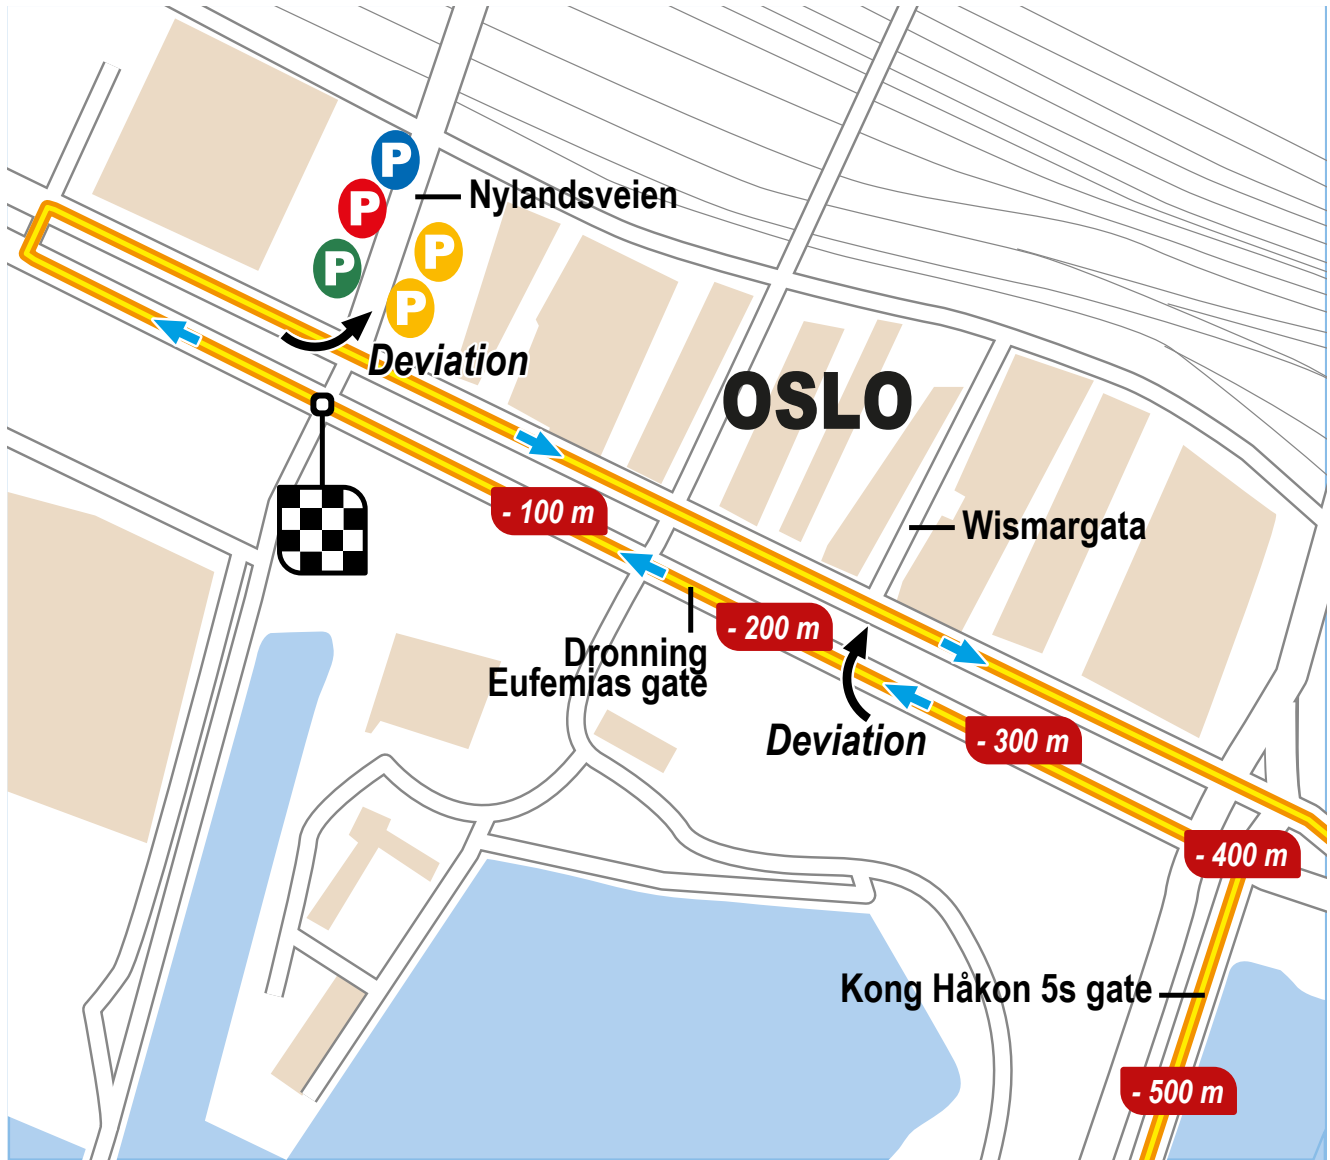 P
P
Nylandsveien
P
P
P
Deviation
OSLO
- 100 m
Wismargata
- 200 m
Dronning
Eufemias gate
Deviation
- 300 m
- 400 m
Kong Håkon 5s gate
- 500 m